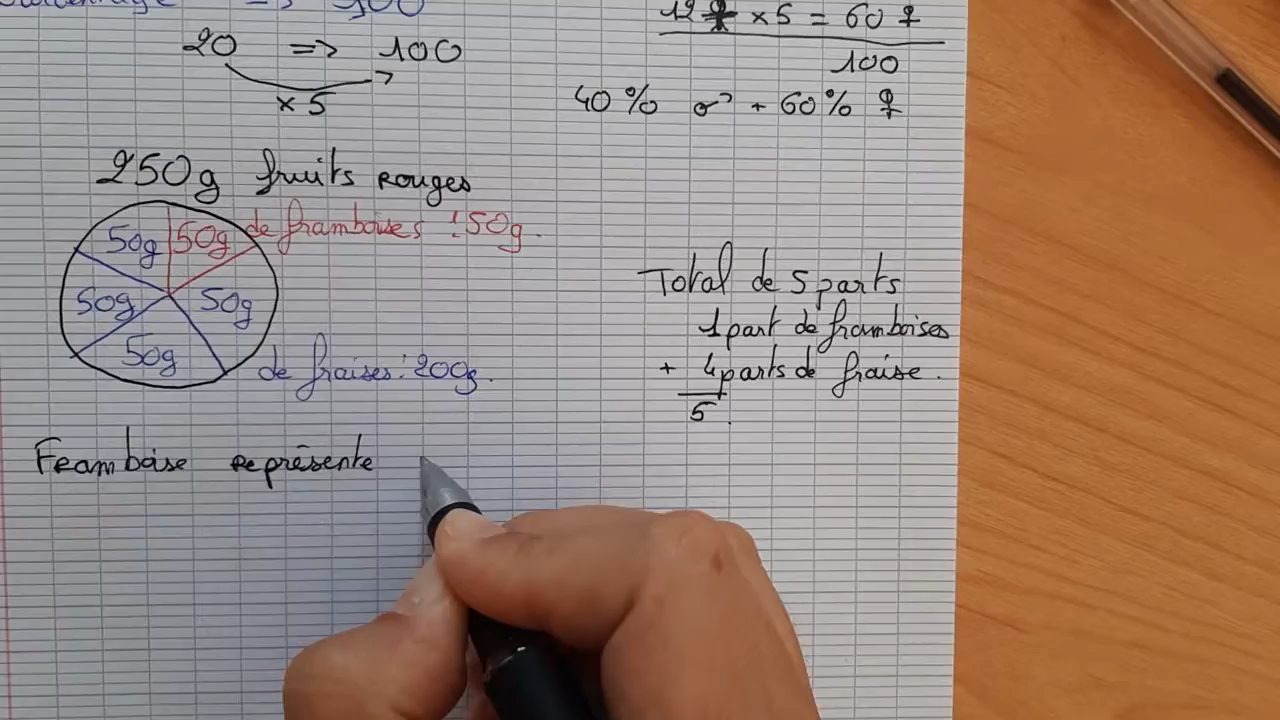 => 100
20 => 100
x 5
12 ♀ x 5 = 60 ♀
100
40 % ♂ + 60 % ♀
250g fruits rouges
50g 50g de framboises : 50g.
50g 50g
50g
de fraises : 200g.
Total de 5 parts
1 part de framboises
+ 4 parts de fraise.
5.
Framboise représente